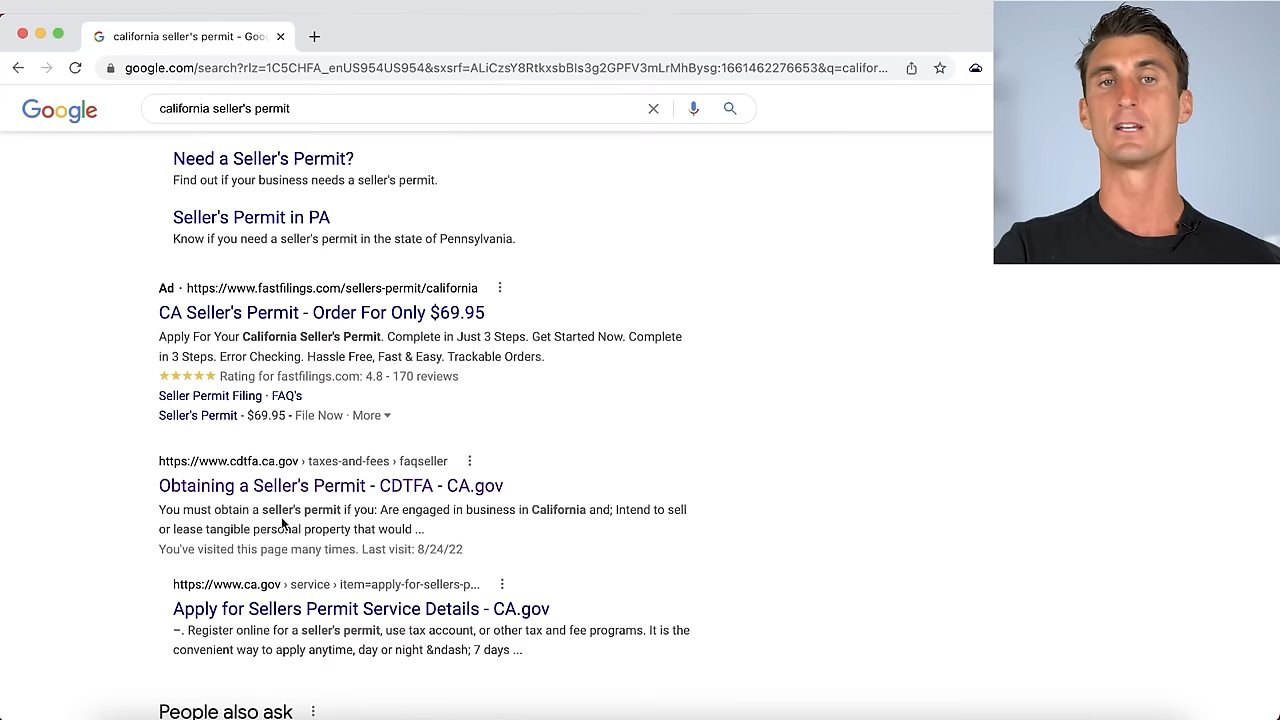 california seller's permit - Goo
google.com/search?rlz=1C5CHFA_enUS954US954&sxsrf=ALiCzsY8RtkxsbBIs3g2GPFV3mLrMhBysg:1661462276653&q=califor...
Google
california seller's permit
Need a Seller's Permit?
Find out if your business needs a seller's permit.
Seller's Permit in PA
Know if you need a seller's permit in the state of Pennsylvania.
Ad · https://www.fastfilings.com/sellers-permit/california
CA Seller's Permit - Order For Only $69.95
Apply For Your California Seller's Permit. Complete in Just 3 Steps. Get Started Now. Complete
in 3 Steps. Error Checking. Hassle Free, Fast & Easy. Trackable Orders.
Rating for fastfilings.com: 4.8 - 170 reviews
Seller Permit Filing · FAQ's
Seller's Permit - $69.95 - File Now · More
https://www.cdtfa.ca.gov › taxes-and-fees › faqseller
Obtaining a Seller's Permit - CDTFA - CA.gov
You must obtain a seller's permit if you: Are engaged in business in California and; Intend to sell
or lease tangible personal property that would ...
You've visited this page many times. Last visit: 8/24/22
https://www.ca.gov › service › item=apply-for-sellers-p...
Apply for Sellers Permit Service Details - CA.gov
–. Register online for a seller's permit, use tax account, or other tax and fee programs. It is the
convenient way to apply anytime, day or night &ndash; 7 days ...
People also ask